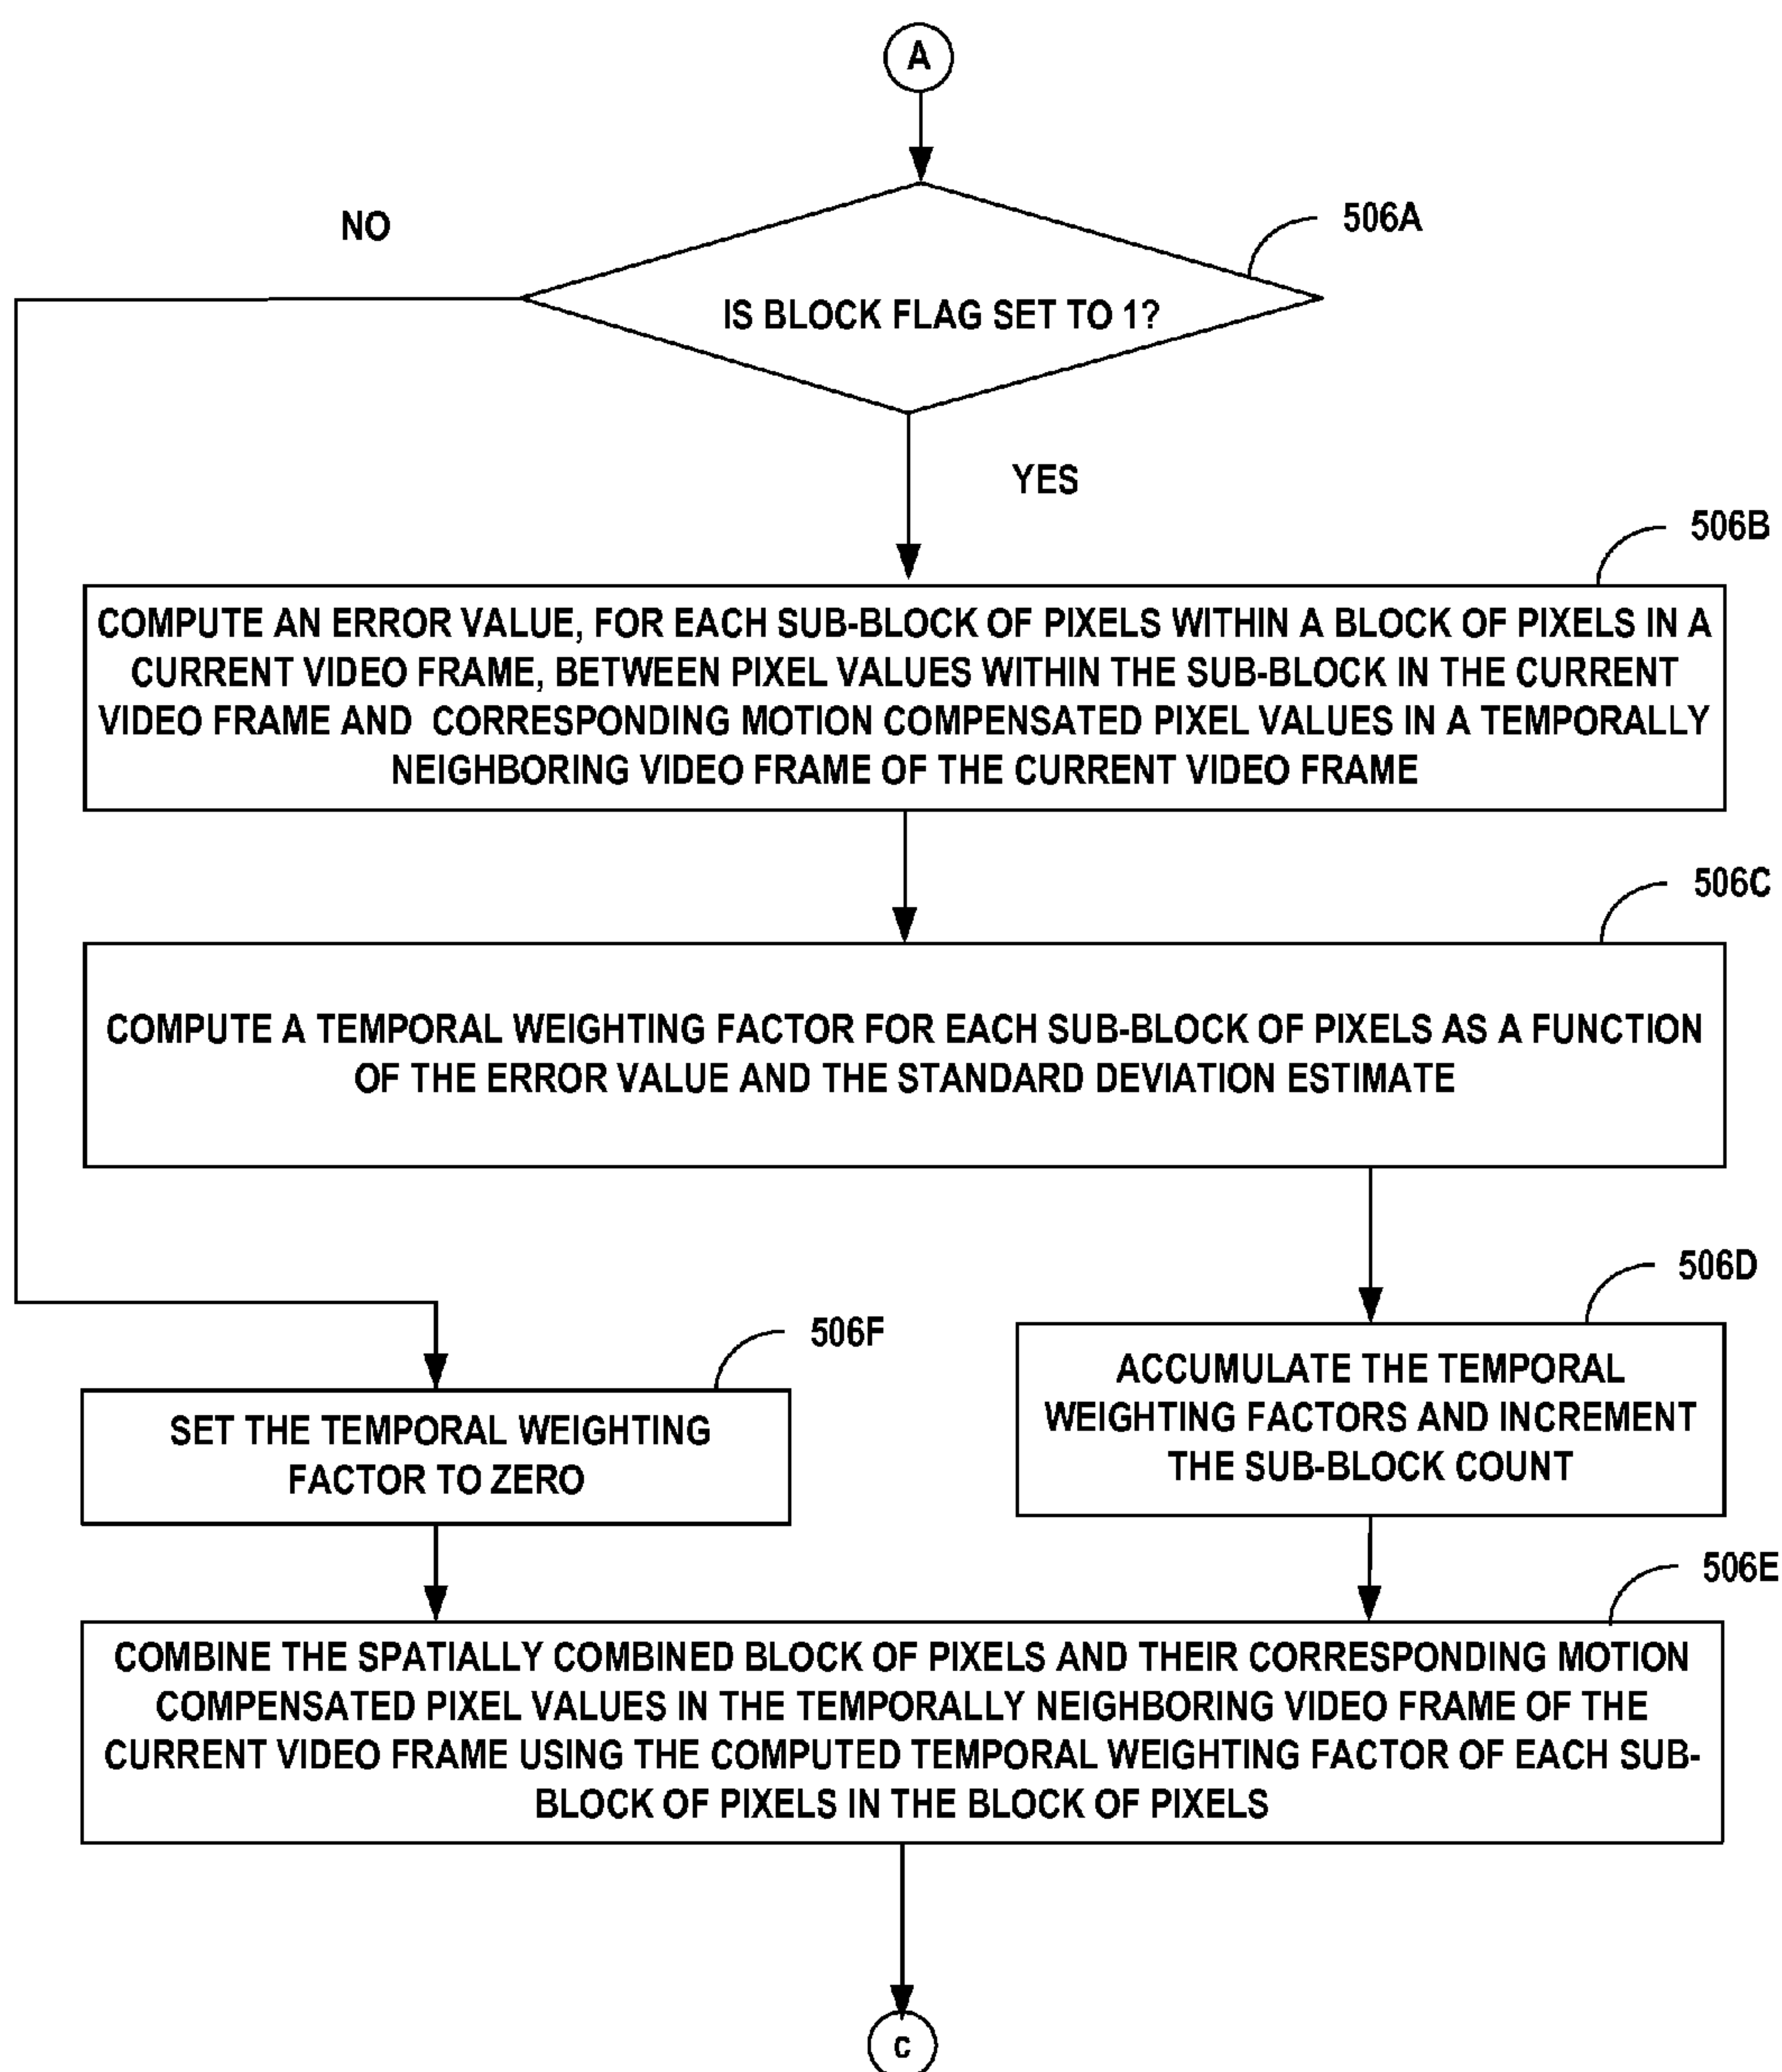 A
NO
506A
IS BLOCK FLAG SET TO 1?
YES
506B
COMPUTE AN ERROR VALUE, FOR EACH SUB-BLOCK OF PIXELS WITHIN A BLOCK OF PIXELS IN A
CURRENT VIDEO FRAME, BETWEEN PIXEL VALUES WITHIN THE SUB-BLOCK IN THE CURRENT
VIDEO FRAME AND CORRESPONDING MOTION COMPENSATED PIXEL VALUES IN A TEMPORALLY
NEIGHBORING VIDEO FRAME OF THE CURRENT VIDEO FRAME
506C
COMPUTE A TEMPORAL WEIGHTING FACTOR FOR EACH SUB-BLOCK OF PIXELS AS A FUNCTION
OF THE ERROR VALUE AND THE STANDARD DEVIATION ESTIMATE
506D
ACCUMULATE THE TEMPORAL
WEIGHTING FACTORS AND INCREMENT
THE SUB-BLOCK COUNT
506F
SET THE TEMPORAL WEIGHTING
FACTOR TO ZERO
506E
COMBINE THE SPATIALLY COMBINED BLOCK OF PIXELS AND THEIR CORRESPONDING MOTION
COMPENSATED PIXEL VALUES IN THE TEMPORALLY NEIGHBORING VIDEO FRAME OF THE
CURRENT VIDEO FRAME USING THE COMPUTED TEMPORAL WEIGHTING FACTOR OF EACH SUB-
BLOCK OF PIXELS IN THE BLOCK OF PIXELS
C